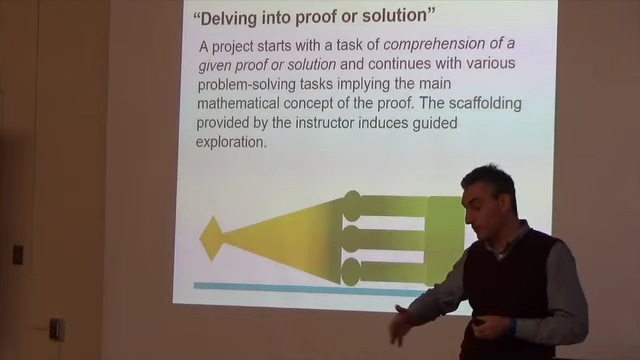 “Delving into proof or solution”
A project starts with a task of comprehension of a
given proof or solution and continues with various
problem-solving tasks implying the main
mathematical concept of the proof. The scaffolding
provided by the instructor induces guided
exploration.